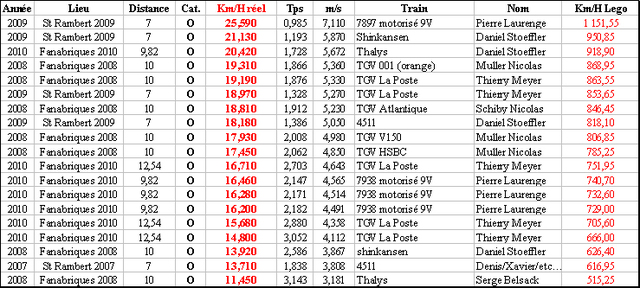 Année Lieu Distance Cat. Km/H réel Tps m/s Train Nom Km/H Lego
2009 St Rambert 2009 7 O 25,590 0,985 7,110 7897 motorisé 9V Pierre Laurenge 1 151,55
2009 St Rambert 2009 7 O 21,130 1,193 5,870 Shinkansen Daniel Stoeffler 950,85
2010 Fanabriques 2010 9,82 O 20,420 1,728 5,672 Thalys Daniel Stoeffler 918,90
2008 Fanabriques 2008 10 O 19,310 1,866 5,360 TGV 001 (orange) Muller Nicolas 868,95
2008 Fanabriques 2008 10 O 19,190 1,876 5,330 TGV La Poste Thierry Meyer 863,55
2009 St Rambert 2009 7 O 18,970 1,328 5,270 TGV La Poste Thierry Meyer 853,65
2008 Fanabriques 2008 10 O 18,810 1,912 5,230 TGV Atlantique Schiby Nicolas 846,45
2009 St Rambert 2009 7 O 18,180 1,386 5,050 4511 Daniel Stoeffler 818,10
2008 Fanabriques 2008 10 O 17,930 2,008 4,980 TGV V150 Muller Nicolas 806,85
2008 Fanabriques 2008 10 O 17,450 2,062 4,850 TGV HSBC Muller Nicolas 785,25
2010 Fanabriques 2010 12,54 O 16,710 2,703 4,643 TGV La Poste Thierry Meyer 751,95
2010 Fanabriques 2010 9,82 O 16,460 2,147 4,565 7938 motorisé 9V Pierre Laurenge 740,70
2010 Fanabriques 2010 9,82 O 16,280 2,171 4,514 7938 motorisé 9V Pierre Laurenge 732,60
2010 Fanabriques 2010 9,82 O 16,200 2,182 4,491 7938 motorisé 9V Pierre Laurenge 729,00
2010 Fanabriques 2010 12,54 O 15,680 2,880 4,358 TGV La Poste Thierry Meyer 705,60
2010 Fanabriques 2010 12,54 O 14,800 3,052 4,112 TGV La Poste Thierry Meyer 666,00
2008 Fanabriques 2008 10 O 13,920 2,586 3,867 shinkansen Daniel Stoeffler 626,40
2007 St Rambert 2007 7 O 13,710 1,838 3,808 4511 Denis/Xavier/etc... 616,95
2008 Fanabriques 2008 10 O 11,450 3,143 3,181 Thalys Serge Belsack 515,25